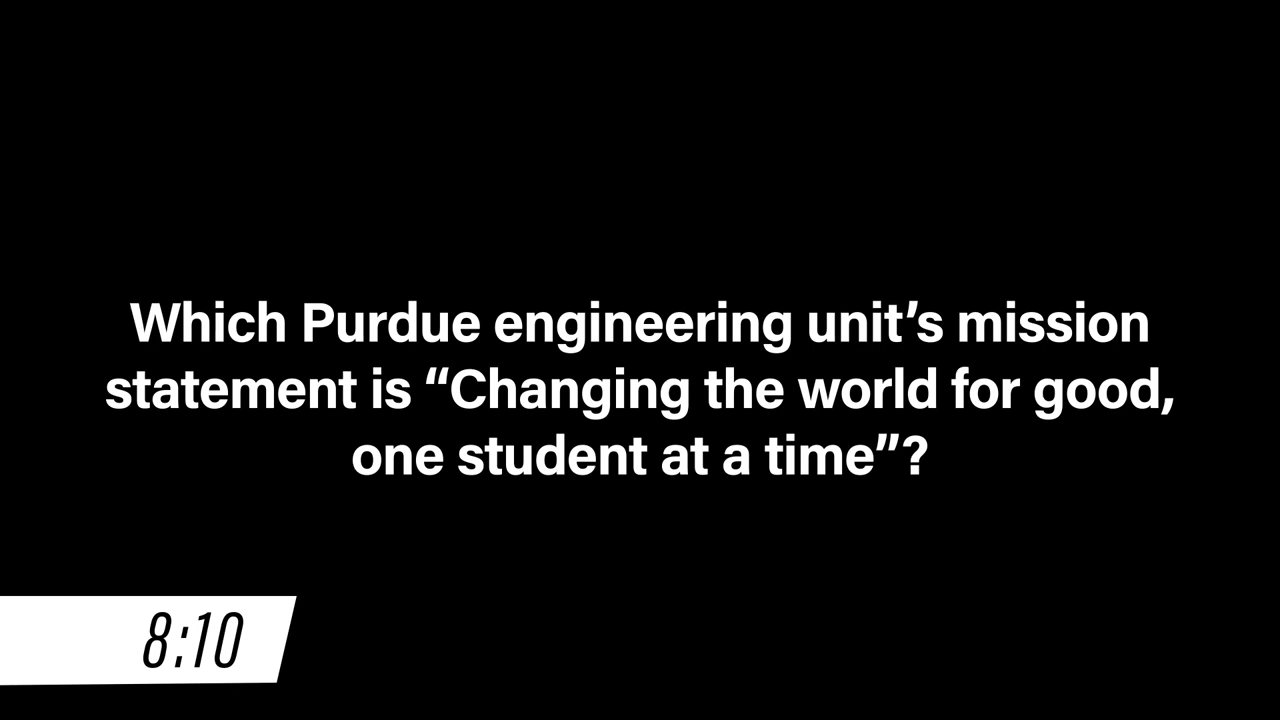 Which Purdue engineering unit’s mission
statement is “Changing the world for good,
one student at a time”?
8:10